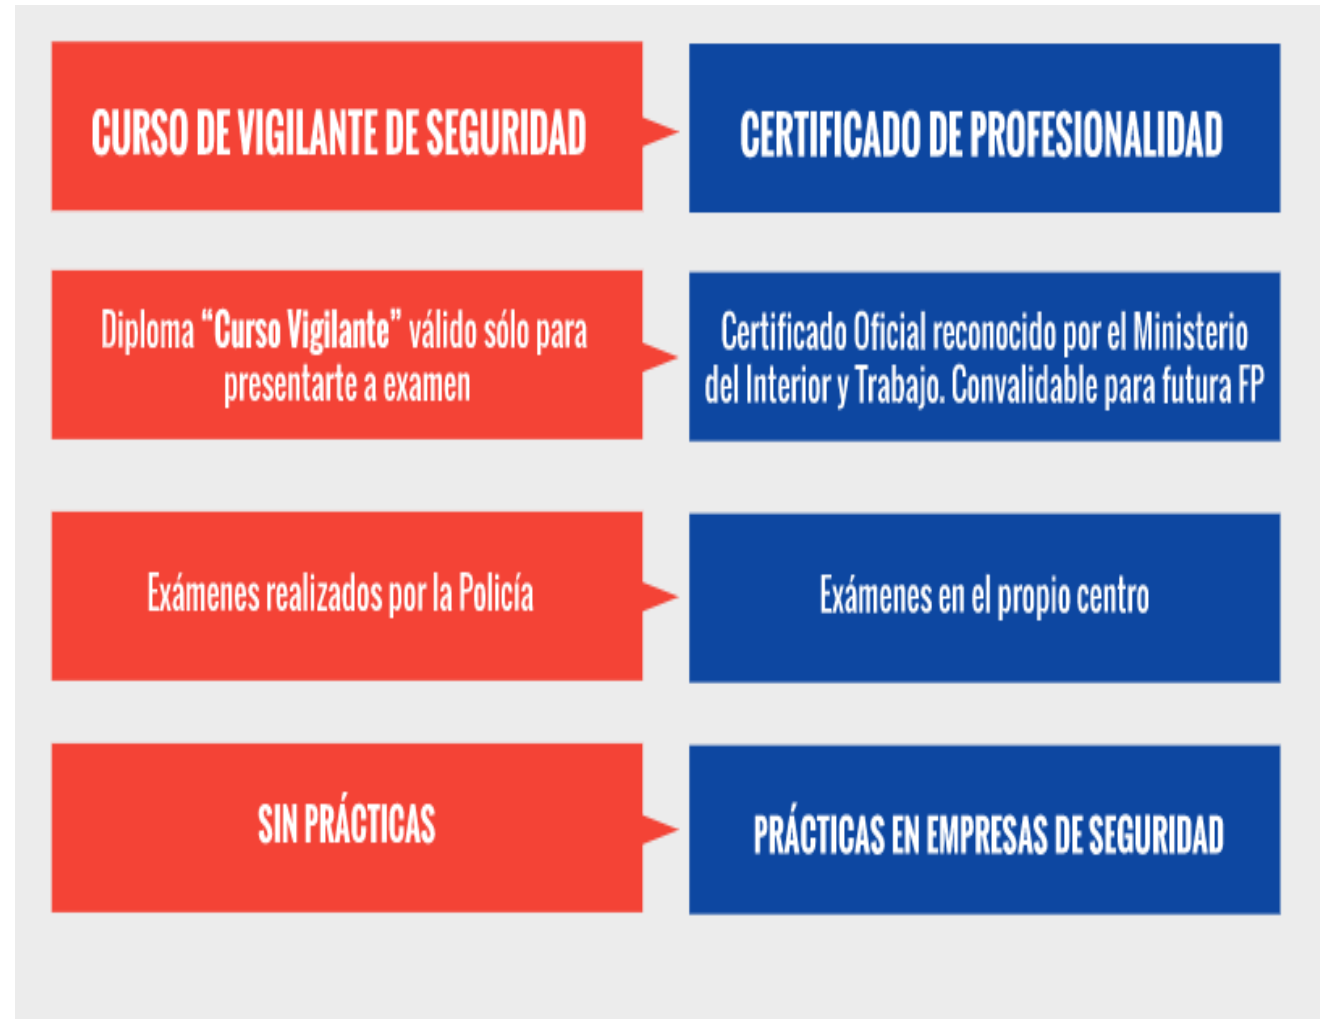 CURSO DE VIGILANTE DE SEGURIDAD
CERTIFICADO DE PROFESIONALIDAD
Diploma “Curso Vigilante” válido sólo para
presentarte a examen
Certificado Oficial reconocido por el Ministerio
del Interior y Trabajo. Convalidable para futura FP
Exámenes realizados por la Policía
Exámenes en el propio centro
SIN PRÁCTICAS
PRÁCTICAS EN EMPRESAS DE SEGURIDAD